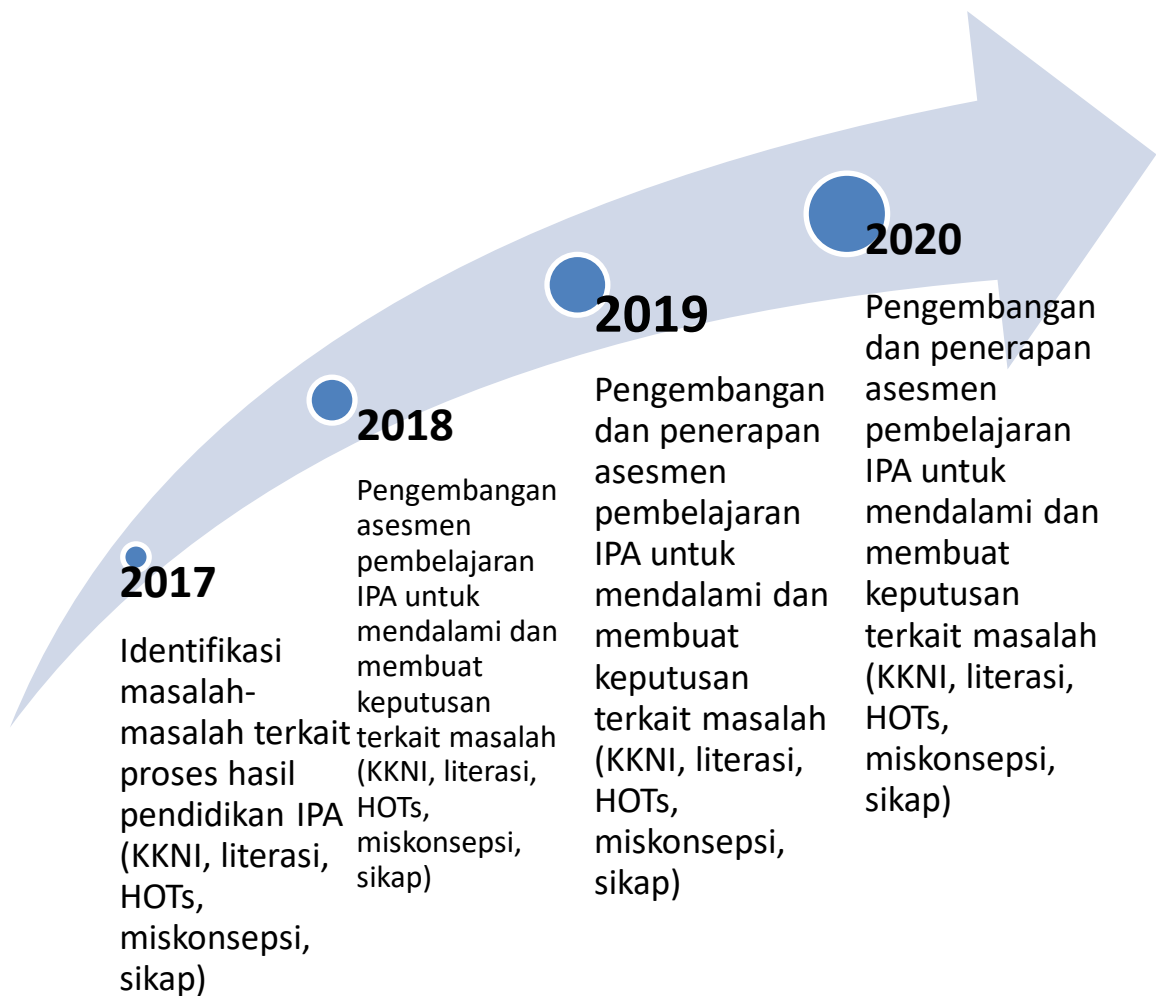 2017
Identifikasi
masalah-
masalah terkait
proses hasil
pendidikan IPA
(KKNI, literasi,
HOTs,
miskonsepsi,
sikap)
2018
Pengembangan
asesmen
pembelajaran
IPA untuk
mendalami dan
membuat
keputusan
terkait masalah
(KKNI, literasi,
HOTs,
miskonsepsi,
sikap)
2019
Pengembangan
dan penerapan
asesmen
pembelajaran
IPA untuk
mendalami dan
membuat
keputusan
terkait masalah
(KKNI, literasi,
HOTs,
miskonsepsi,
sikap)
2020
Pengembangan
dan penerapan
asesmen
pembelajaran
IPA untuk
mendalami dan
membuat
keputusan
terkait masalah
(KKNI, literasi,
HOTs,
miskonsepsi,
sikap)